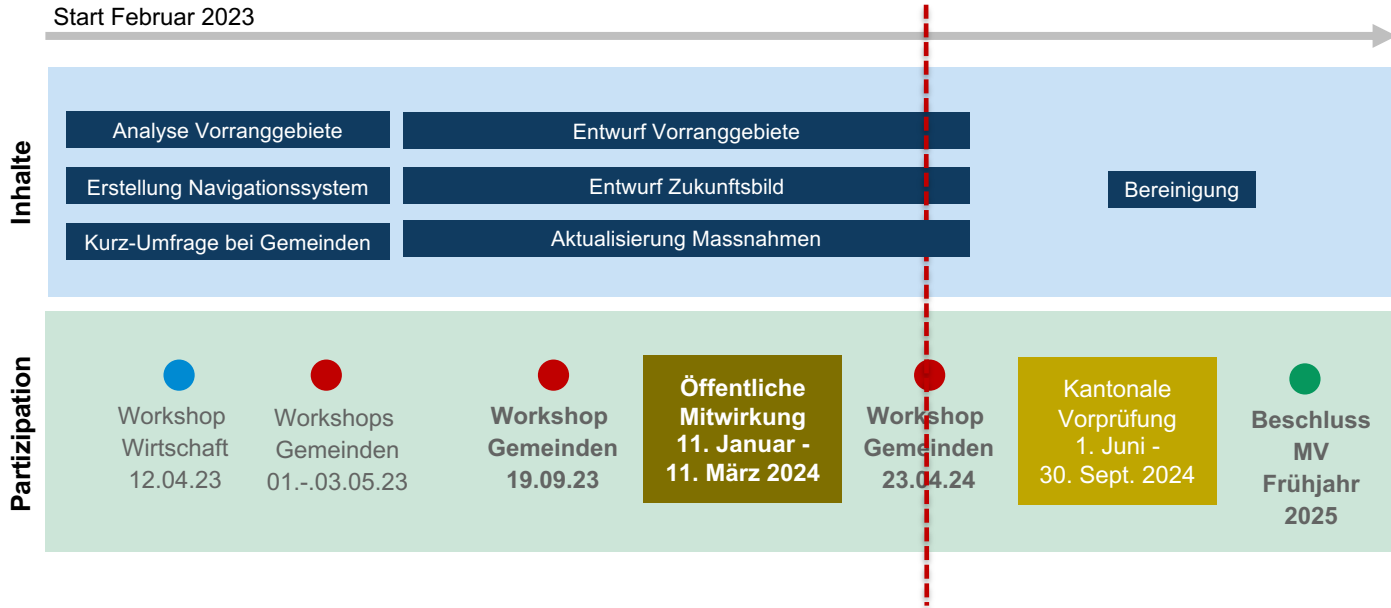 Start Februar 2023
Inhalte
Analyse Vorranggebiete
Entwurf Vorranggebiete
Erstellung Navigationssystem
Entwurf Zukunftsbild
Bereinigung
Kurz-Umfrage bei Gemeinden
Aktualisierung Massnahmen
Partizipation
Workshop
Wirtschaft
12.04.23
Workshops
Gemeinden
01.-.03.05.23
Workshop
Gemeinden
19.09.23
Öffentliche
Mitwirkung
11. Januar -
11. März 2024
Workshop
Gemeinden
23.04.24
Kantonale
Vorprüfung
1. Juni -
30. Sept. 2024
Beschluss
MV
Frühjahr
2025